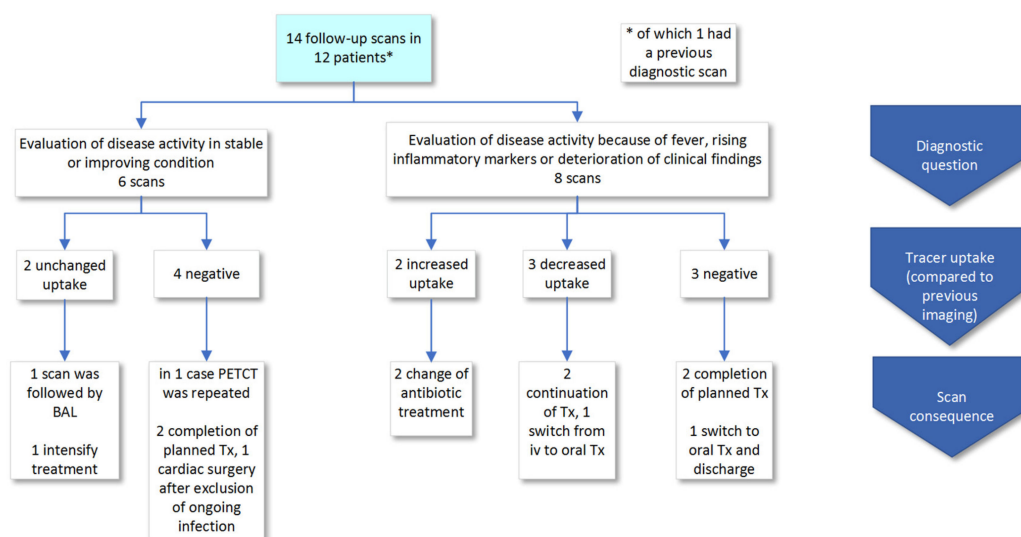 14 follow-up scans in
12 patients*
* of which 1 had
a previous
diagnostic scan
Evaluation of disease activity in stable
or improving condition
6 scans
Evaluation of disease activity because of fever, rising
inflammatory markers or deterioration of clinical findings
8 scans
Diagnostic
question
2 unchanged
uptake
4 negative
2 increased
uptake
3 decreased
uptake
3 negative
Tracer uptake
(compared to
previous
imaging)
1 scan was
followed by
BAL
1 intensify
treatment
in 1 case PETCT
was repeated
2 completion of
planned Tx, 1
cardiac surgery
after exclusion
of ongoing
infection
2 change of
antibiotic
treatment
2
continuation
of Tx, 1
switch from
iv to oral Tx
2 completion
of planned Tx
1 switch to
oral Tx and
discharge
Scan
consequence